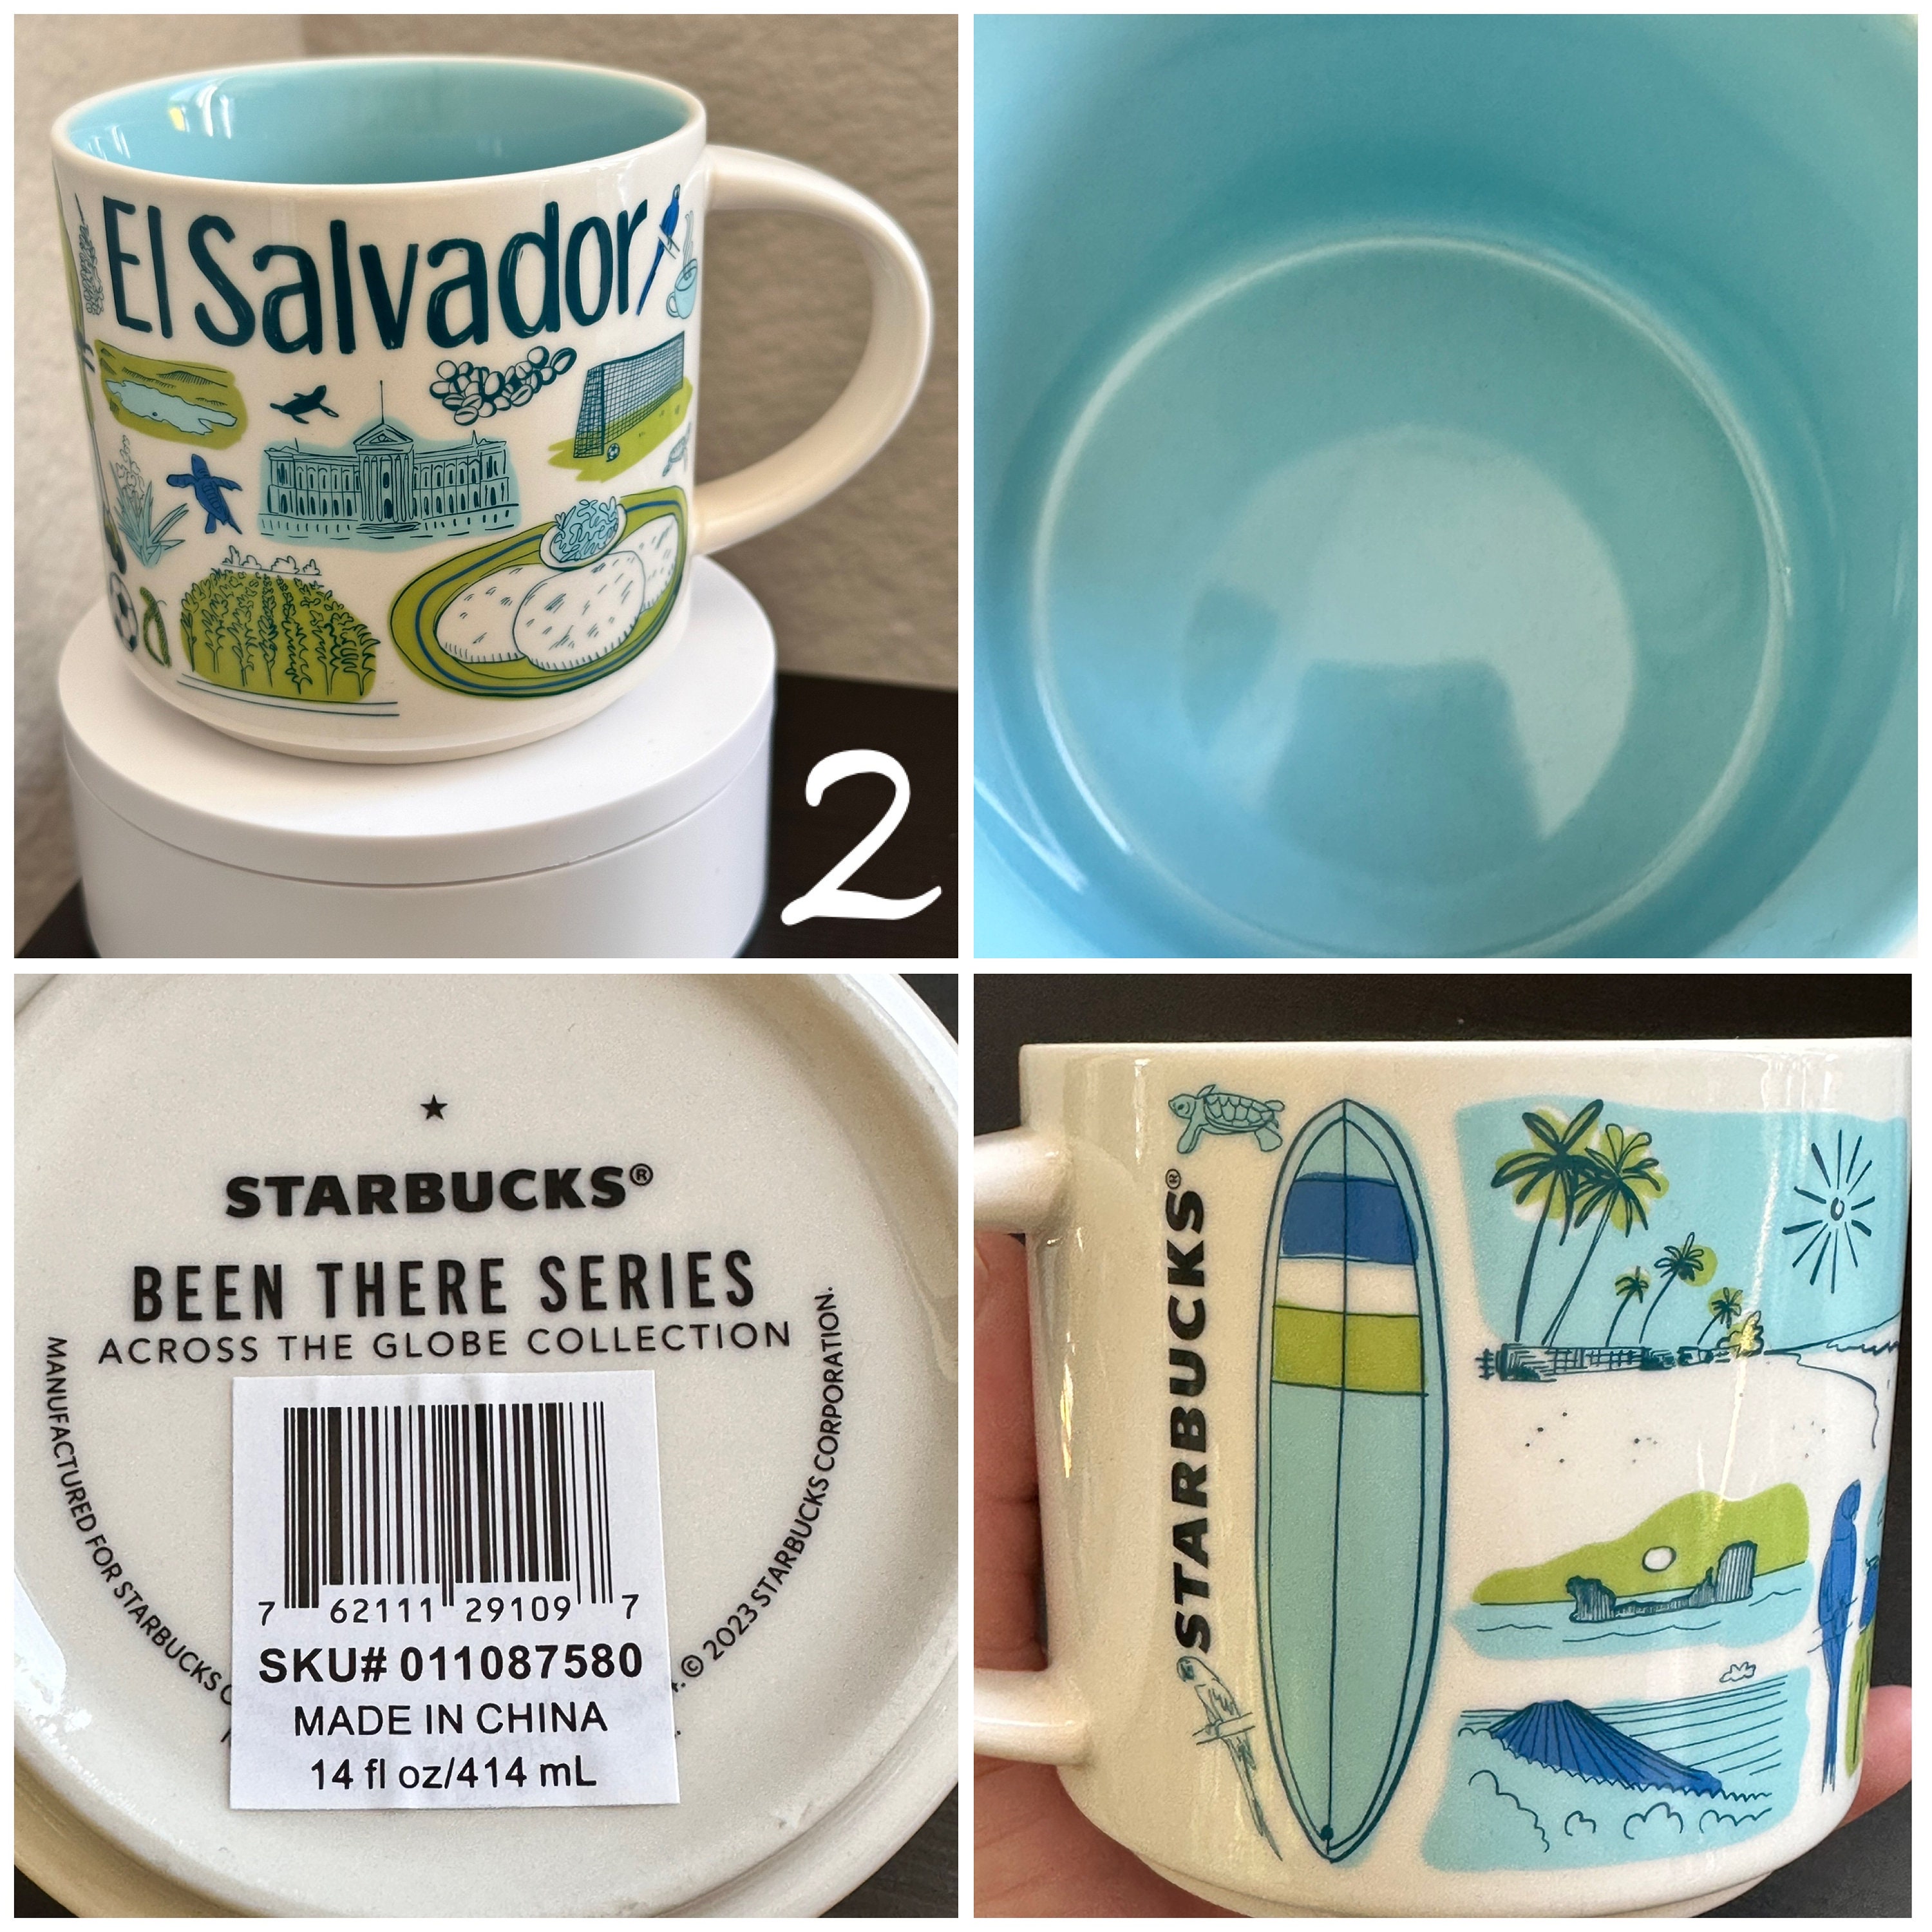 El Salvador
2
★
STARBUCKS®
BEEN THERE SERIES
ACROSS THE GLOBE COLLECTION
MANUFACTURED FOR STARBUCKS
© 2023 STARBUCKS CORPORATION.
7 62111 29109 7
SKU# 011087580
MADE IN CHINA
14 fl oz/414 mL
STARBUCKS®